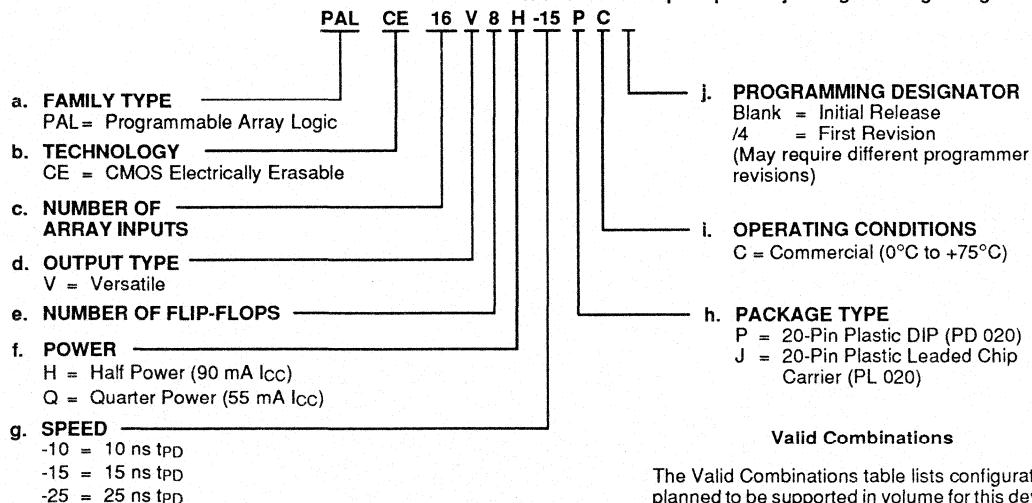 PAL CE 16 V 8 H -15 P C
a. FAMILY TYPE
PAL= Programmable Array Logic
b. TECHNOLOGY
CE = CMOS Electrically Erasable
c. NUMBER OF
ARRAY INPUTS
d. OUTPUT TYPE
V = Versatile
e. NUMBER OF FLIP-FLOPS
f. POWER
H = Half Power (90 mA ICC)
Q = Quarter Power (55 mA ICC)
g. SPEED
-10 = 10 ns tPD
-15 = 15 ns tPD
-25 = 25 ns tPD
j. PROGRAMMING DESIGNATOR
Blank = Initial Release
/4 = First Revision
(May require different programmer
revisions)
i. OPERATING CONDITIONS
C = Commercial (0°C to +75°C)
h. PACKAGE TYPE
P = 20-Pin Plastic DIP (PD 020)
J = 20-Pin Plastic Leaded Chip
Carrier (PL 020)
Valid Combinations
The Valid Combinations table lists configurat
planned to be supported in volume for this de